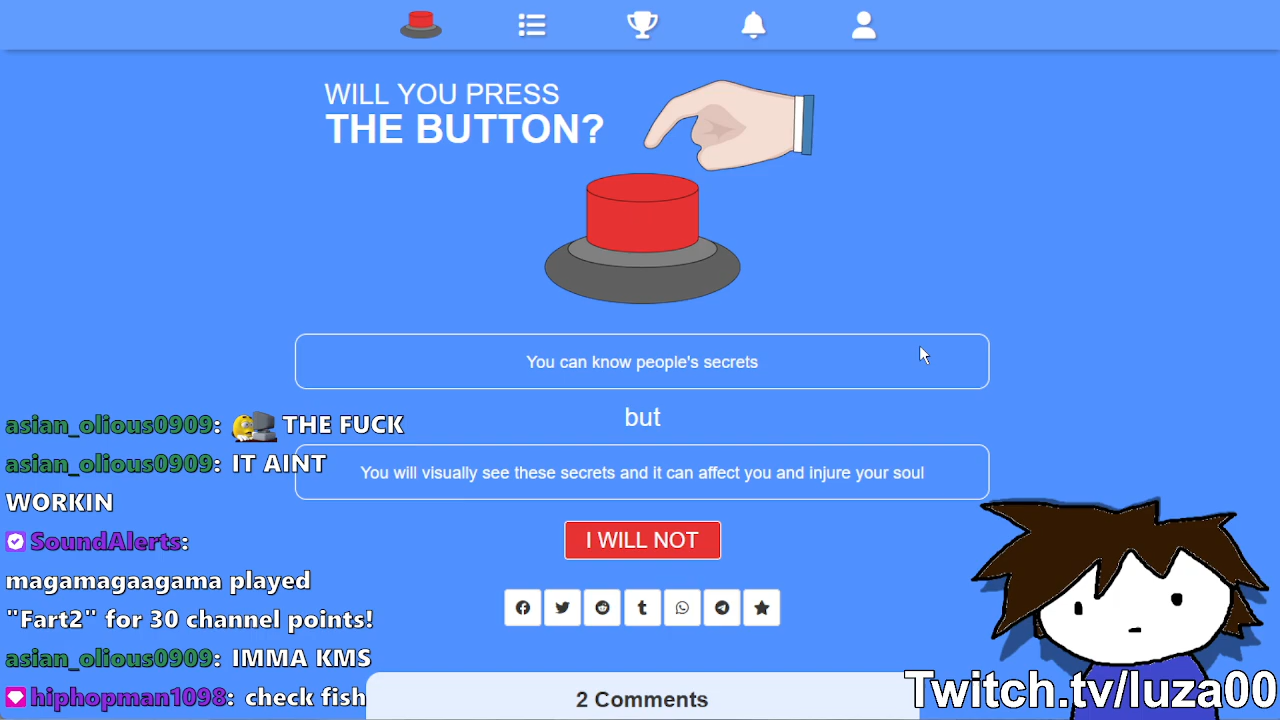 WILL YOU PRESS
THE BUTTON?
You can know people's secrets
but
You will visually see these secrets and it can affect you and injure your soul
I WILL NOT
2 Comments
asian_olious0909: THE FUCK
asian_olious0909: IT AINT
WORKIN
SoundAlerts:
magamagaagama played
"Fart2" for 30 channel points!
asian_olious0909: IMMA KMS
hiphopman1098: check fish
Twitch.tv/luza00